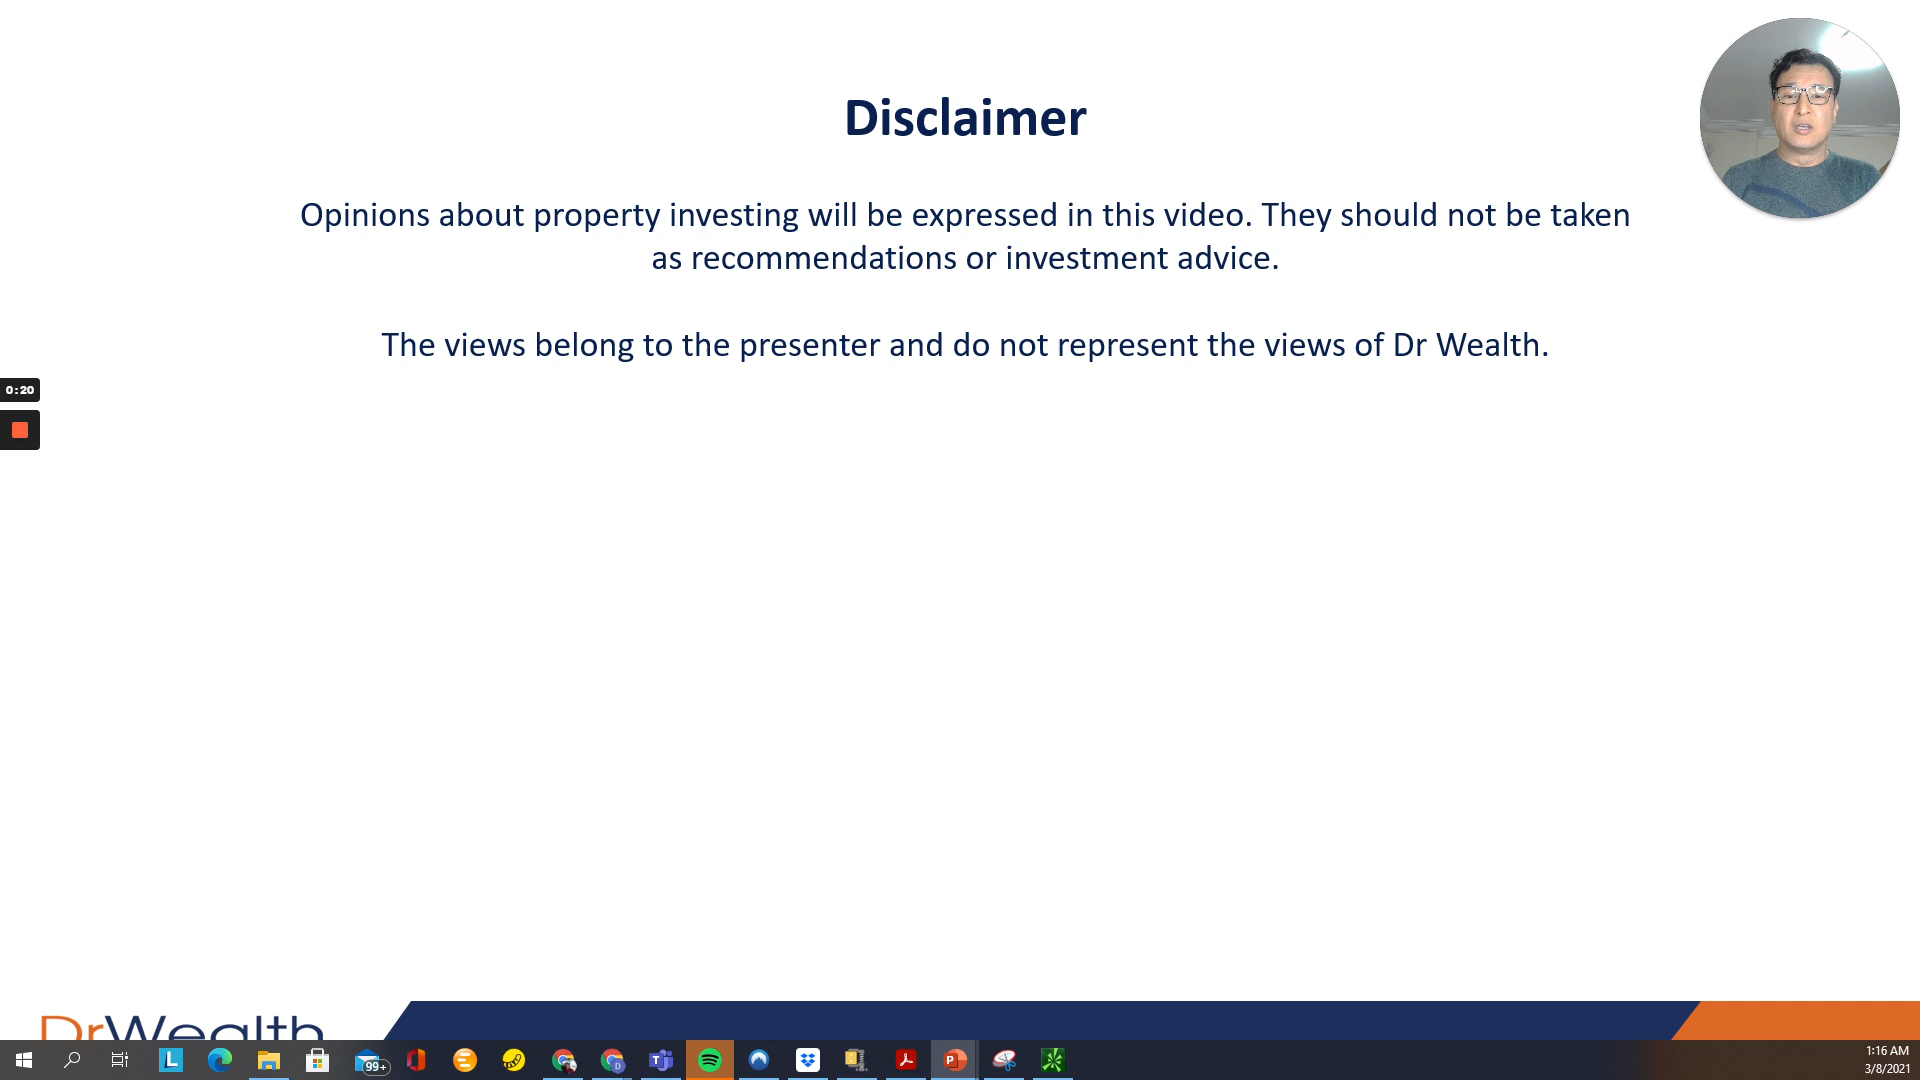 Disclaimer
Opinions about property investing will be expressed in this video. They should not be taken
as recommendations or investment advice.
The views belong to the presenter and do not represent the views of Dr Wealth.
0:20
DrWealth
L
99+
D
T
P
1:16 AM
3/8/2021